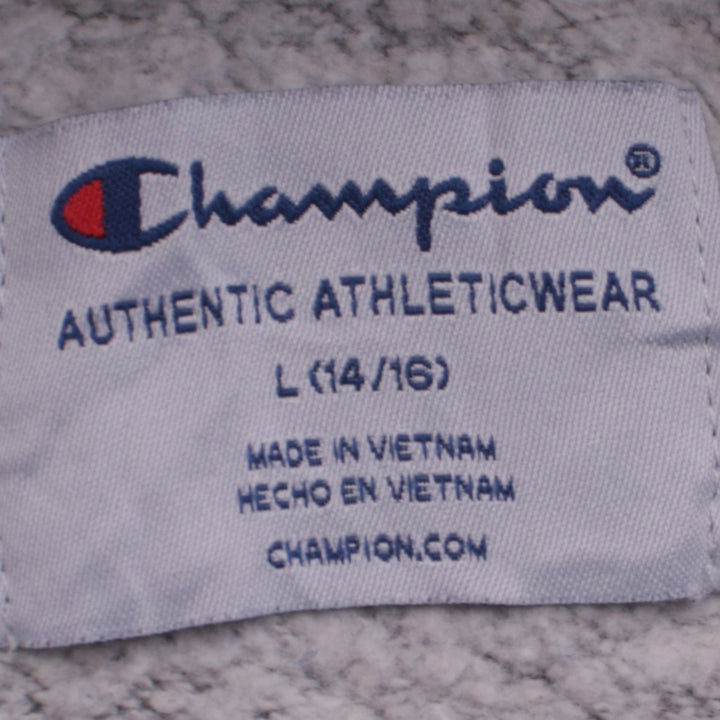 Champion®
AUTHENTIC ATHLETICWEAR
L (14/16)
MADE IN VIETNAM
HECHO EN VIETNAM
CHAMPION.COM